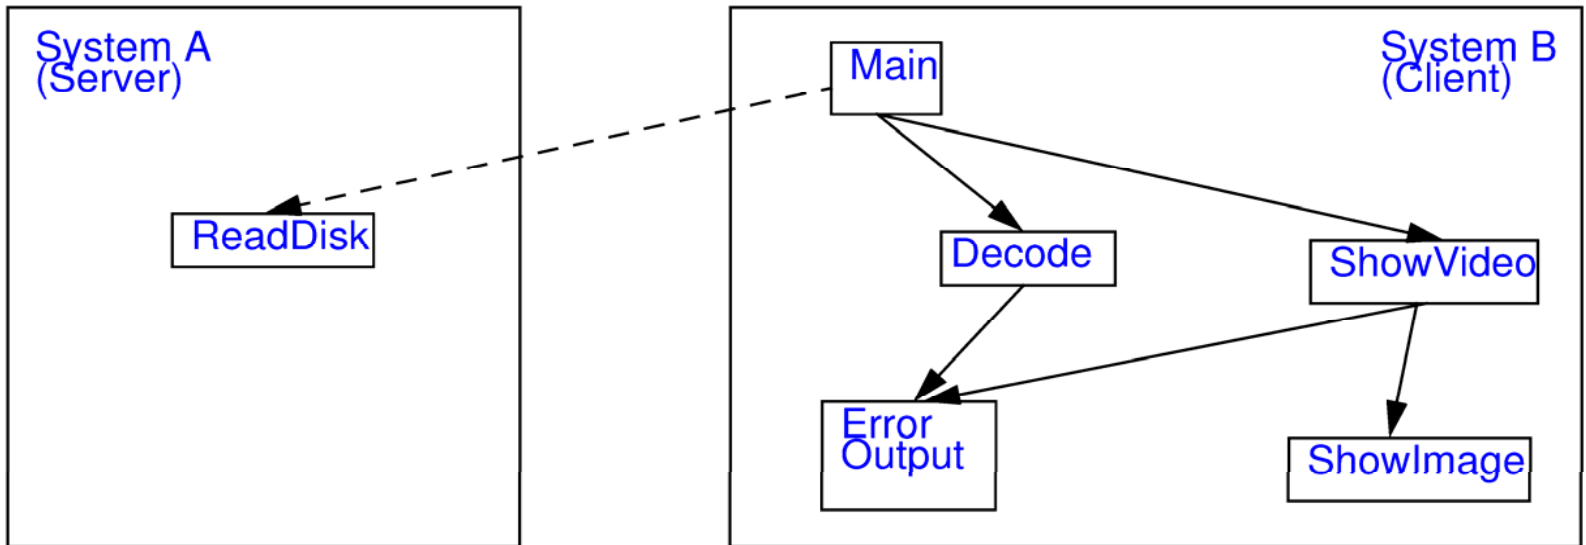 System A
(Server)
ReadDisk
System B
(Client)
Main
Decode
ShowVideo
Error
Output
ShowImage